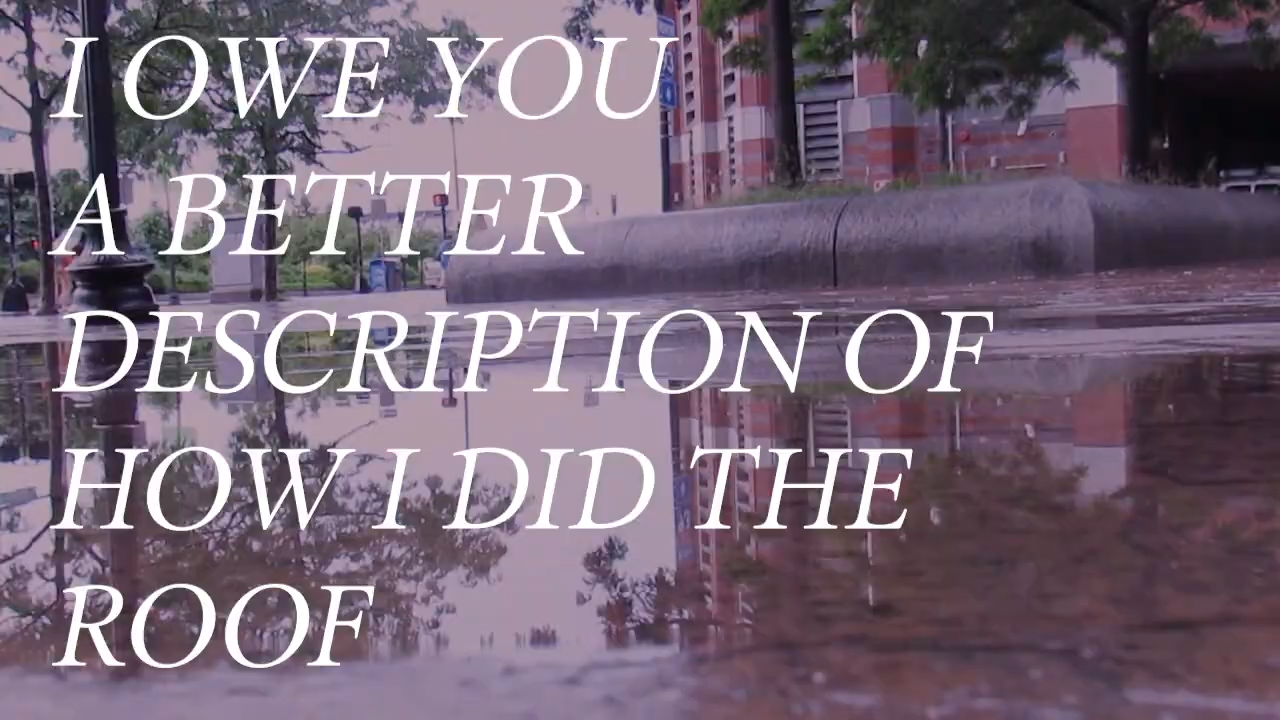 I OWE YOU
A BETTER
DESCRIPTION OF
HOW I DID THE
ROOF